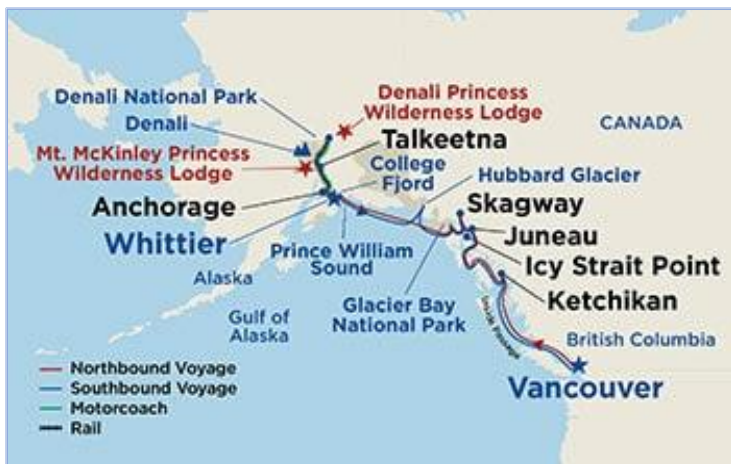 Denali National Park
Denali
Mt. McKinley Princess
Wilderness Lodge
Denali Princess
Wilderness Lodge
Talkeetna
CANADA
College
Fjord
Hubbard Glacier
Anchorage
Skagway
Whittier
Juneau
Prince William
Sound
Icy Strait Point
Alaska
Glacier Bay
National Park
Ketchikan
Gulf of
Alaska
Inside Passage
British Columbia
Vancouver
Northbound Voyage
Southbound Voyage
Motorcoach
Rail